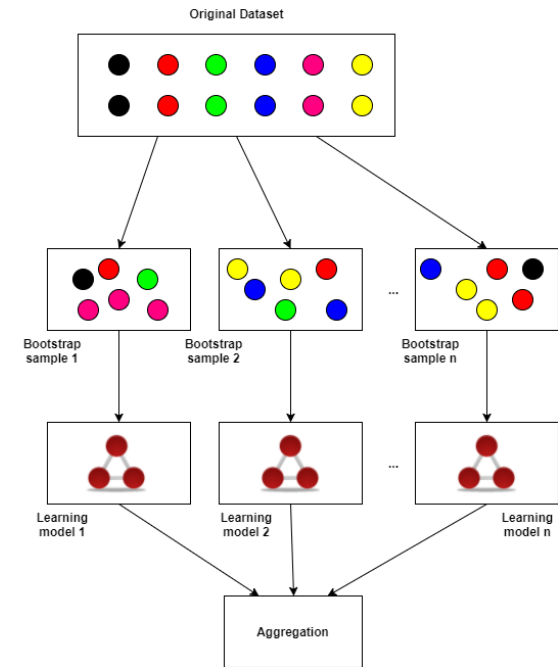 Original Dataset
...
Bootstrap
sample 1
Bootstrap
sample 2
Bootstrap
sample n
...
Learning
model 1
Learning
model 2
Learning
model n
Aggregation